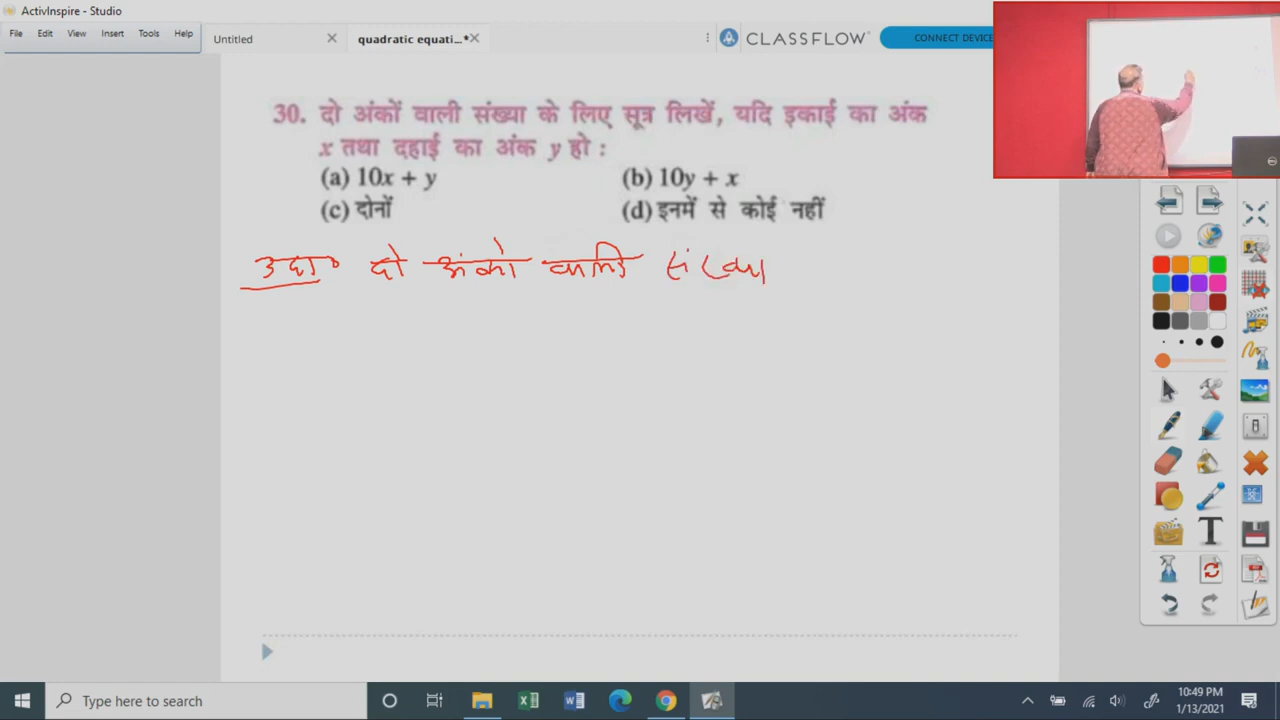 ActivInspire - Studio
File Edit View Insert Tools Help
Untitled
quadratic equati...*
CLASSFLOW
CONNECT DEVICE
30. दो अंकों वाली संख्या के लिए सूत्र लिखें, यदि इकाई का अंक
x तथा दहाई का अंक y हो :
(a) 10x + y (b) 10y + x
(c) दोनों (d) इनमें से कोई नहीं
उदा० दो अंको वाली संख्या
T
PDF
Type here to search
10:49 PM
1/13/2021